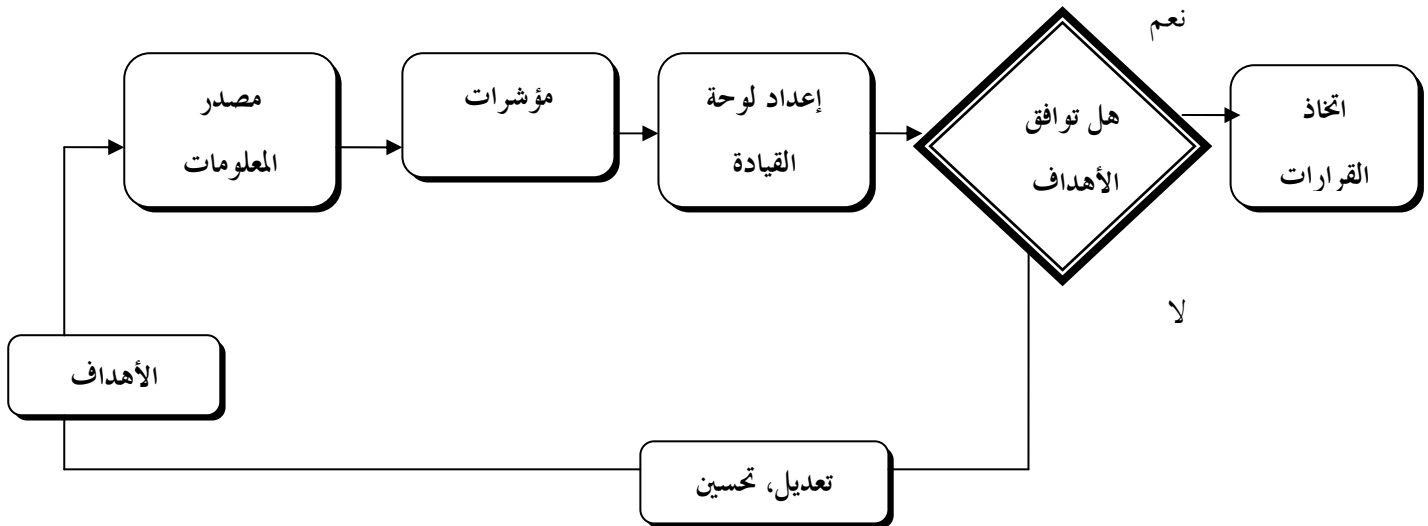 نعم
مصدر
المعلومات
مؤشرات
إعداد لوحة
القيادة
هل توافق
الأهداف
اتخاذ
القرارات
لا
الأهداف
تعديل، تحسين